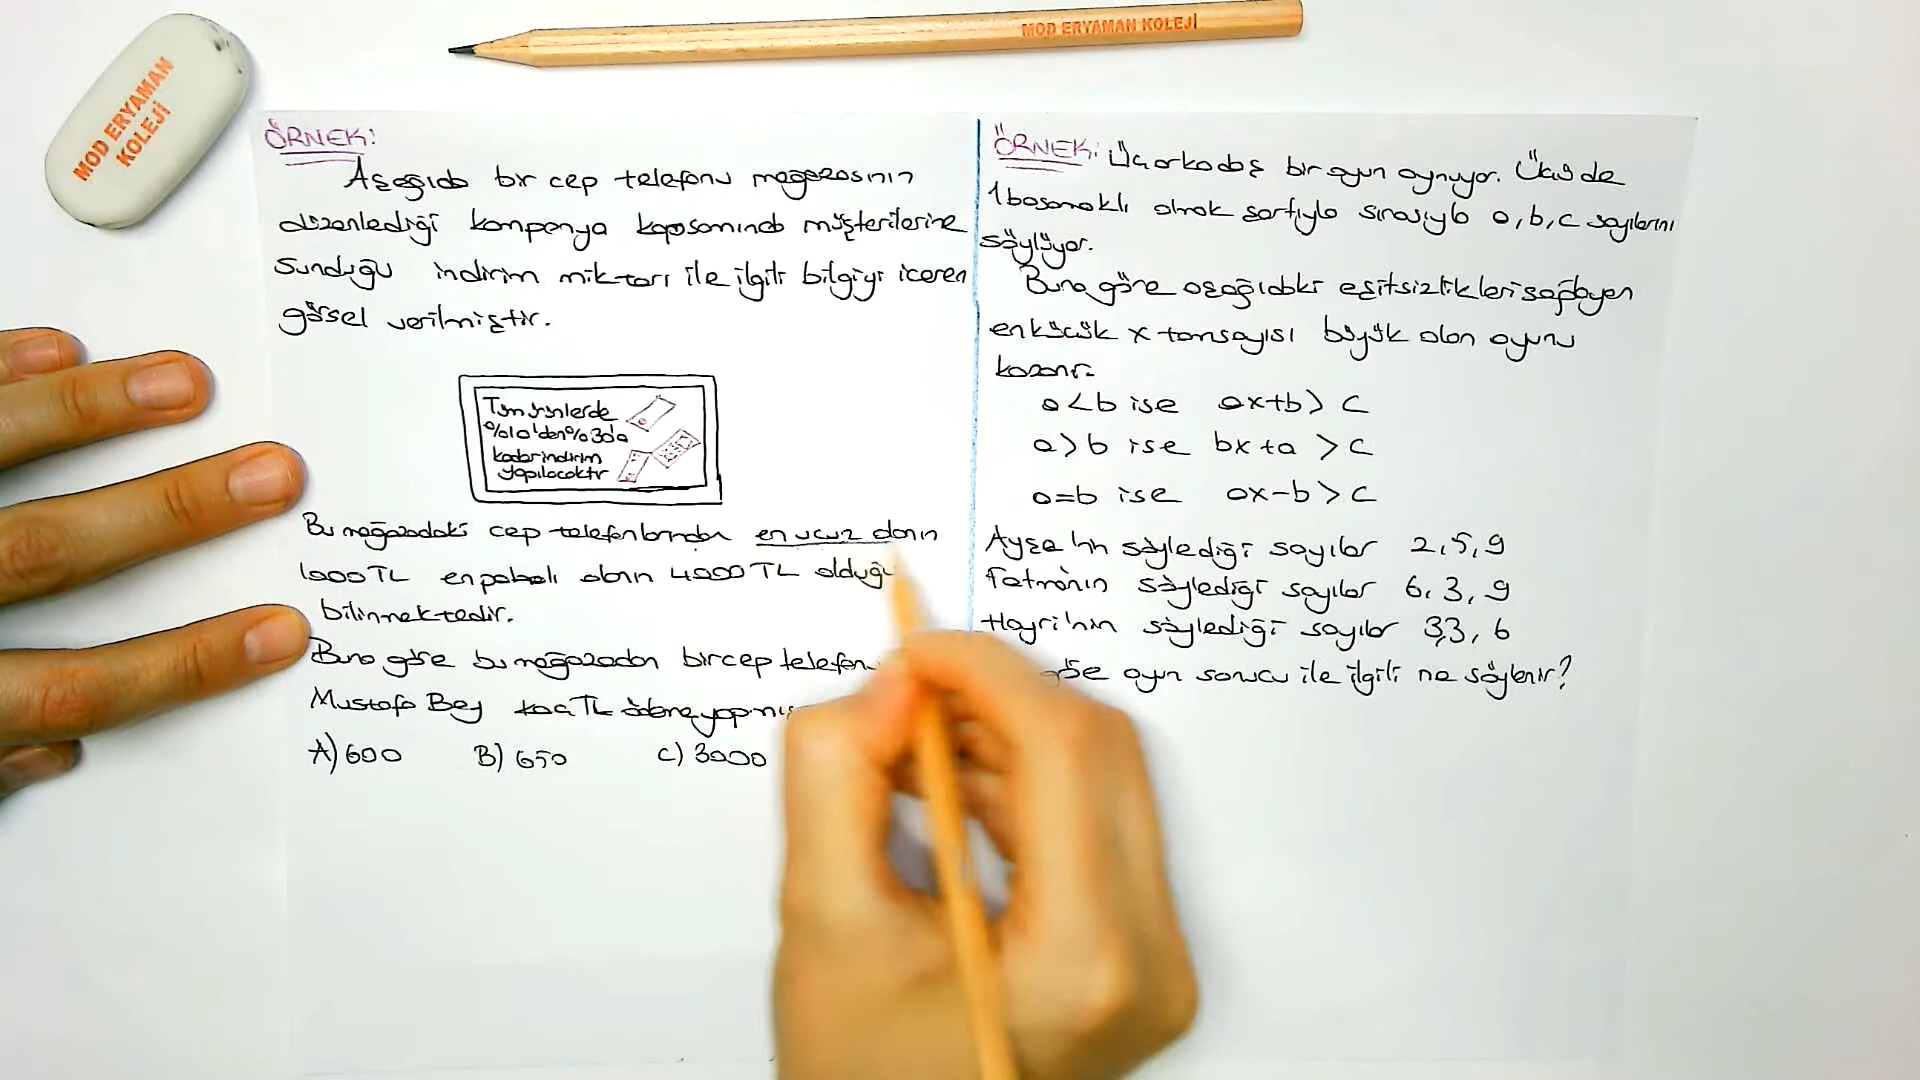 MOD ERYAMAN KOLEJİ
MOD ERYAMAN
KOLEJİ
ÖRNEK:
Aşağıda bir cep telefonu mağazasının
düzenlediği kampanya kapsamında müşterilerine
sunduğu indirim miktarı ile ilgili bilgiyi içeren
görsel verilmiştir.
Tüm ürünlerde
%10'den %30'a
kadar indirim
yapılacaktır
Bu mağazadaki cep telefonlarından en ucuz olanın
1000 TL en pahalı olanın 4000 TL olduğu
bilinmektedir.
Buna göre bu mağazadan bir cep telefonu
Mustafa Bey kaç TL ödeme yapmış
A) 600 B) 650 C) 3000
ÖRNEK: Üç arkadaş bir oyun oynuyor. Üçü de
1 basamaklı olmak şartıyla sırasıyla a, b, c sayılarını
söylüyor.
Buna göre aşağıdaki eşitsizlikleri sağlayan
en küçük x tamsayısı büyük olan oyunu
kazanır.
a<b ise ax+b > c
a>b ise bx+a > c
a=b ise ax-b > c
Ayşe'nin söylediği sayılar 2, 5, 9
Fatma'nın söylediği sayılar 6, 3, 9
Hayri'nin söylediği sayılar 3,3, 6
göre oyun sonucu ile ilgili ne söylenir?